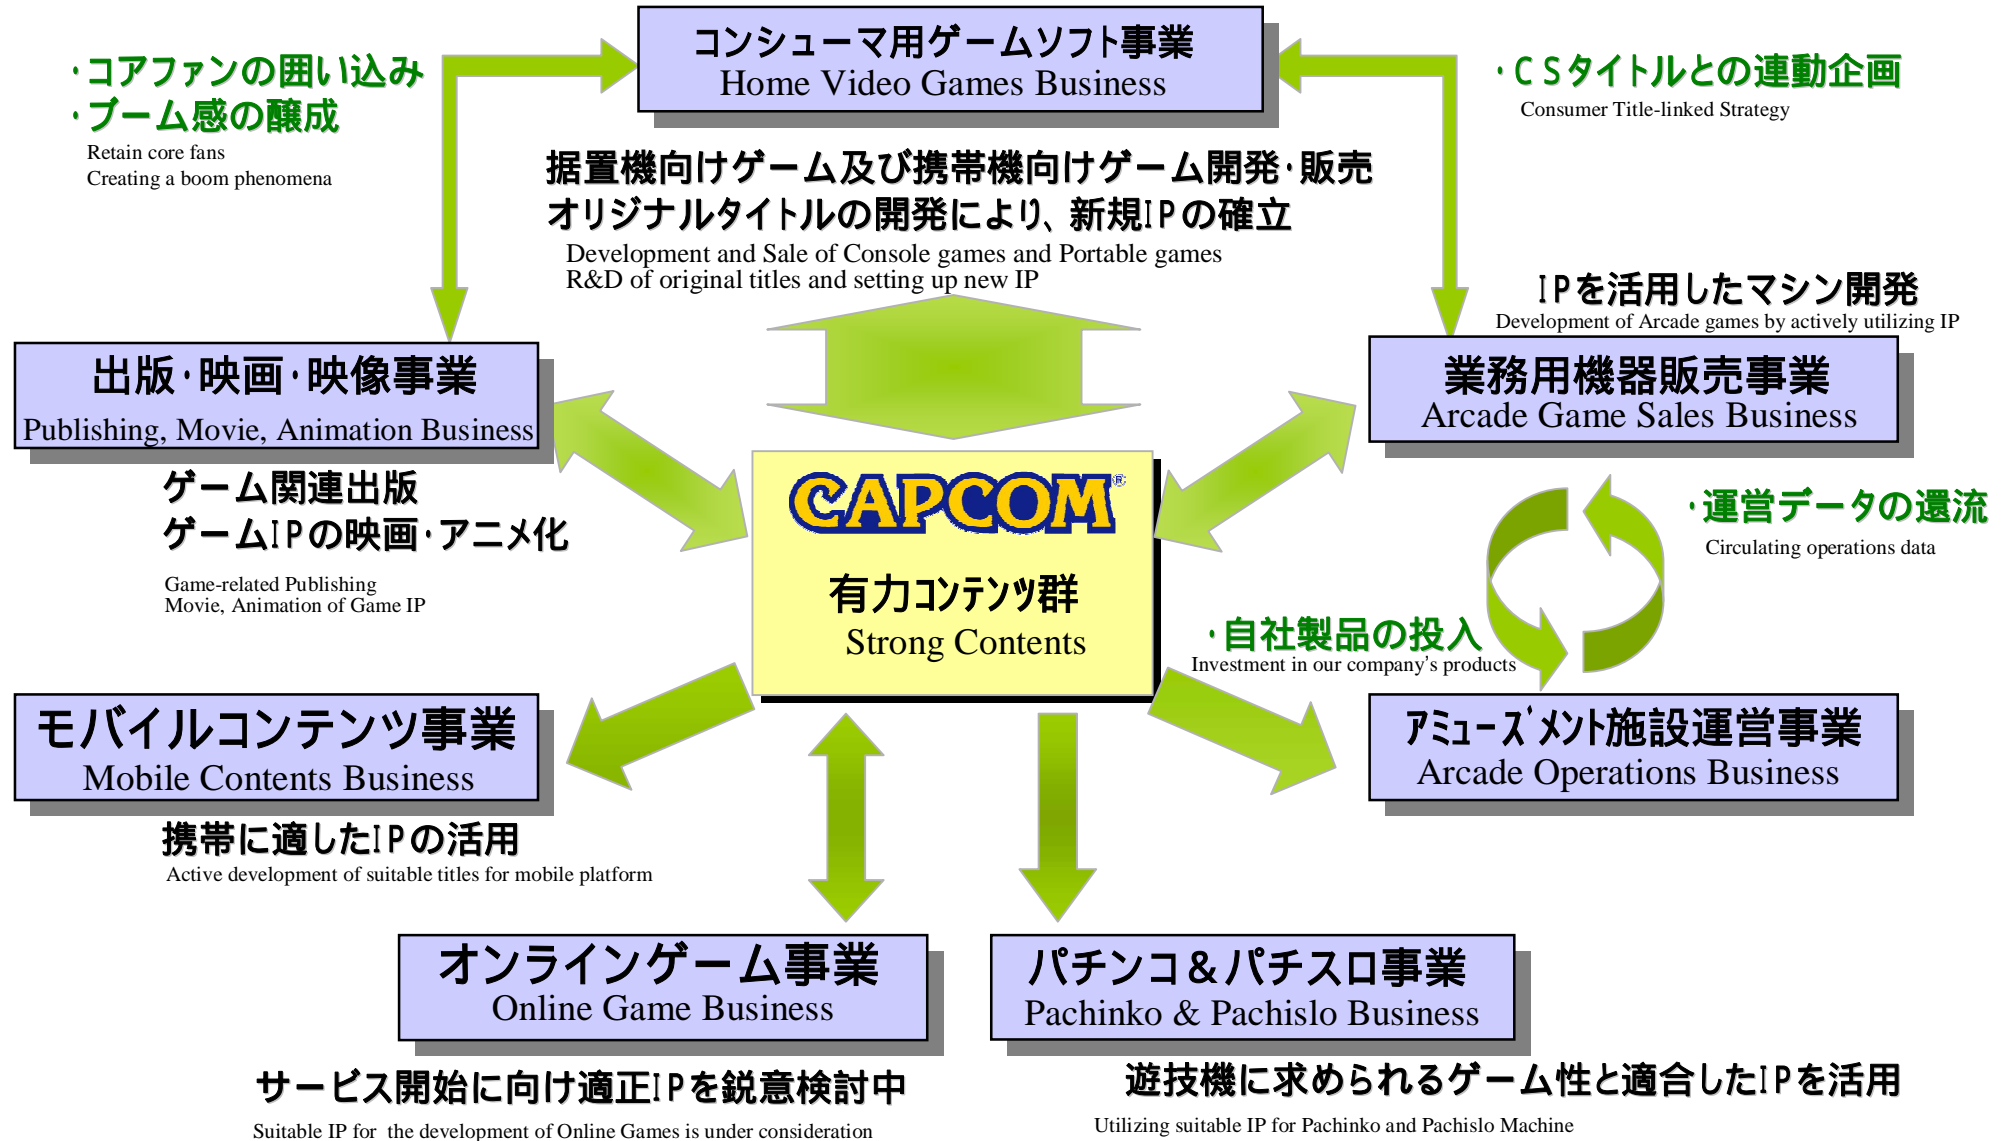 コンシューマ用ゲームソフト事業
Home Video Games Business
・コアファンの囲い込み
・ブーム感の醸成
Retain core fans
Creating a boom phenomena
・CSタイトルとの連動企画
Consumer Title-linked Strategy
据置機向けゲーム及び携帯機向けゲーム開発・販売
オリジナルタイトルの開発により、新規IPの確立
Development and Sale of Console games and Portable games
R&D of original titles and setting up new IP
IPを活用したマシン開発
Development of Arcade games by actively utilizing IP
出版・映画・映像事業
Publishing, Movie, Animation Business
業務用機器販売事業
Arcade Game Sales Business
ゲーム関連出版
ゲームIPの映画・アニメ化
Game-related Publishing
Movie, Animation of Game IP
CAPCOM®
有力コンテンツ群
Strong Contents
・運営データの還流
Circulating operations data
・自社製品の投入
Investment in our company's products
モバイルコンテンツ事業
Mobile Contents Business
アミューズメント施設運営事業
Arcade Operations Business
携帯に適したIPの活用
Active development of suitable titles for mobile platform
オンラインゲーム事業
Online Game Business
パチンコ&パチスロ事業
Pachinko & Pachislo Business
サービス開始に向け適正IPを鋭意検討中
Suitable IP for the development of Online Games is under consideration
遊技機に求められるゲーム性と適合したIPを活用
Utilizing suitable IP for Pachinko and Pachislo Machine